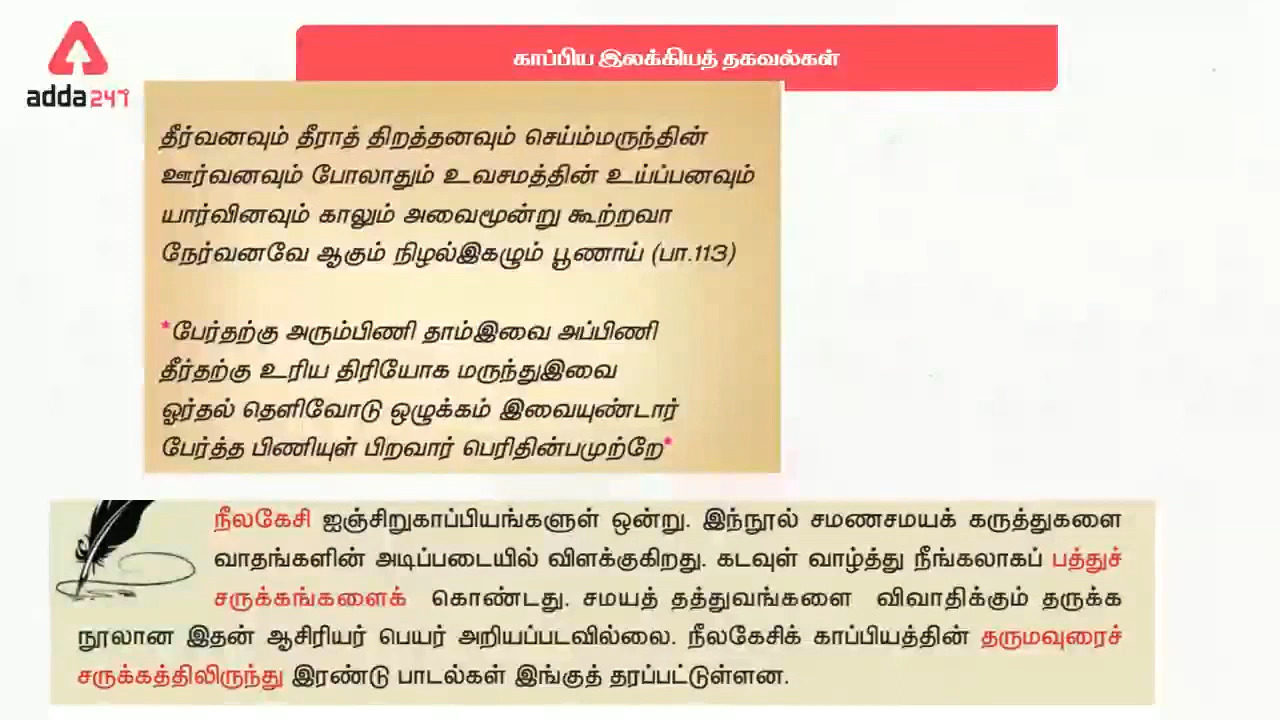 adda247
காப்பிய இலக்கியத் தகவல்கள்
தீர்வனவும் தீராத் திறத்தனவும் செய்ம்மருந்தின்
ஊர்வனவும் போலாதும் உவசமத்தின் உய்ப்பனவும்
யார்வினவும் காலும் அவைமூன்று கூற்றவா
நேர்வனவே ஆகும் நிழல்இகழும் பூணாய் (பா.113)
*பேர்தற்கு அரும்பிணி தாம்இவை அப்பிணி
தீர்தற்கு உரிய திரியோக மருந்துஇவை
ஓர்தல் தெளிவோடு ஒழுக்கம் இவையுண்டார்
பேர்த்த பிணியுள் பிறவார் பெரிதின்பமுற்றே*
நீலகேசி ஐஞ்சிறுகாப்பியங்களுள் ஒன்று. இந்நூல் சமணசமயக் கருத்துகளை
வாதங்களின் அடிப்படையில் விளக்குகிறது. கடவுள் வாழ்த்து நீங்கலாகப் பத்துச்
சருக்கங்களைக் கொண்டது. சமயத் தத்துவங்களை விவாதிக்கும் தருக்க
நூலான இதன் ஆசிரியர் பெயர் அறியப்படவில்லை. நீலகேசிக் காப்பியத்தின் தருமவுரைச்
சருக்கத்திலிருந்து இரண்டு பாடல்கள் இங்குத் தரப்பட்டுள்ளன.